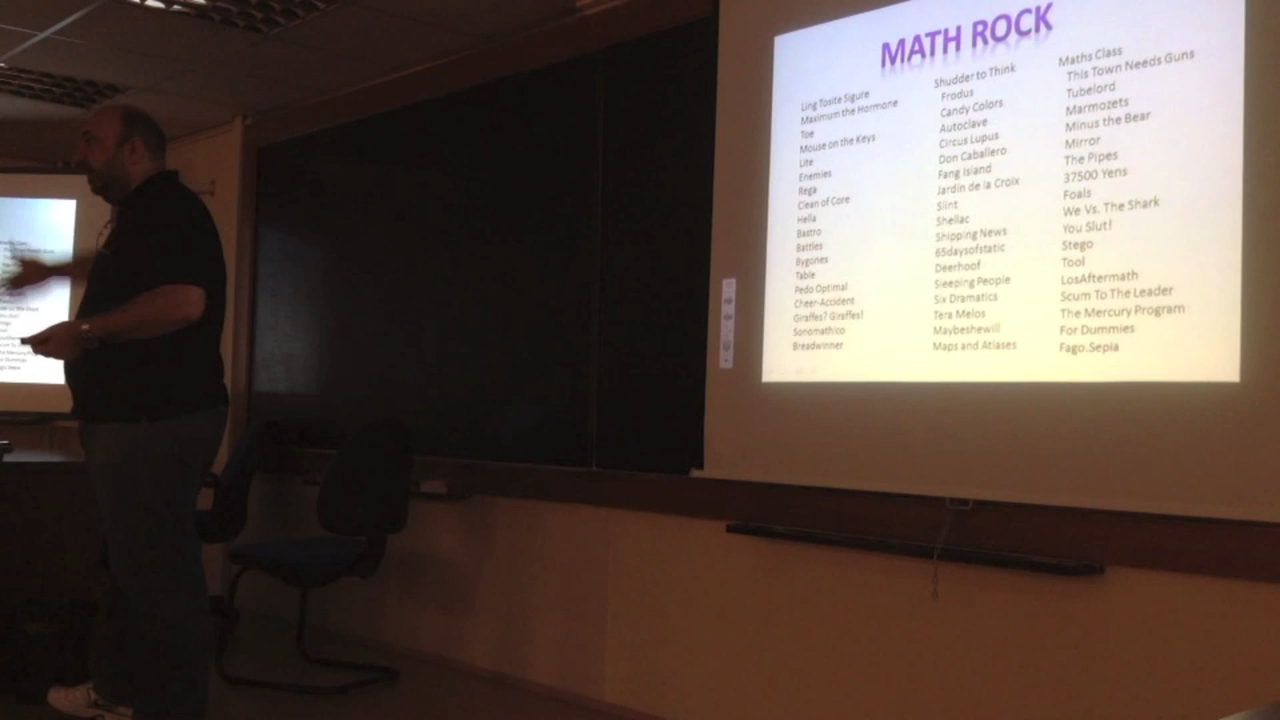 MATH ROCK
Ling Tosite Sigure
Maximum the Hormone
Toe
Mouse on the Keys
Lite
Enemies
Rega
Clean of Core
Hella
Bastro
Battles
Bygones
Table
Pedo Optimal
Cheer-Accident
Giraffes? Giraffes!
Sonomathico
Breadwinner
Shudder to Think
Frodus
Candy Colors
Autoclave
Circus Lupus
Don Caballero
Fang Island
Jardín de la Croix
Slint
Shellac
Shipping News
65daysofstatic
Deerhoof
Sleeping People
Six Dramatics
Tera Melos
Maybeshewill
Maps and Atlases
Maths Class
This Town Needs Guns
Tubelord
Marmozets
Minus the Bear
Mirror
The Pipes
37500 Yens
Foals
We Vs. The Shark
You Slut!
Stego
Tool
LosAftermath
Scum To The Leader
The Mercury Program
For Dummies
Fago.Sepia